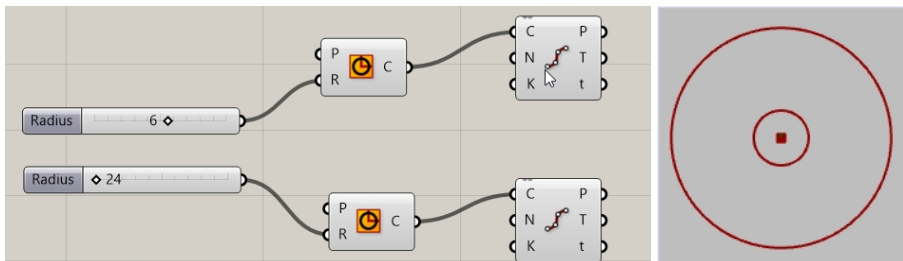 C P
P
C N T
R
K t
Radius 6
Radius 24
C P
P
C N T
R
K t